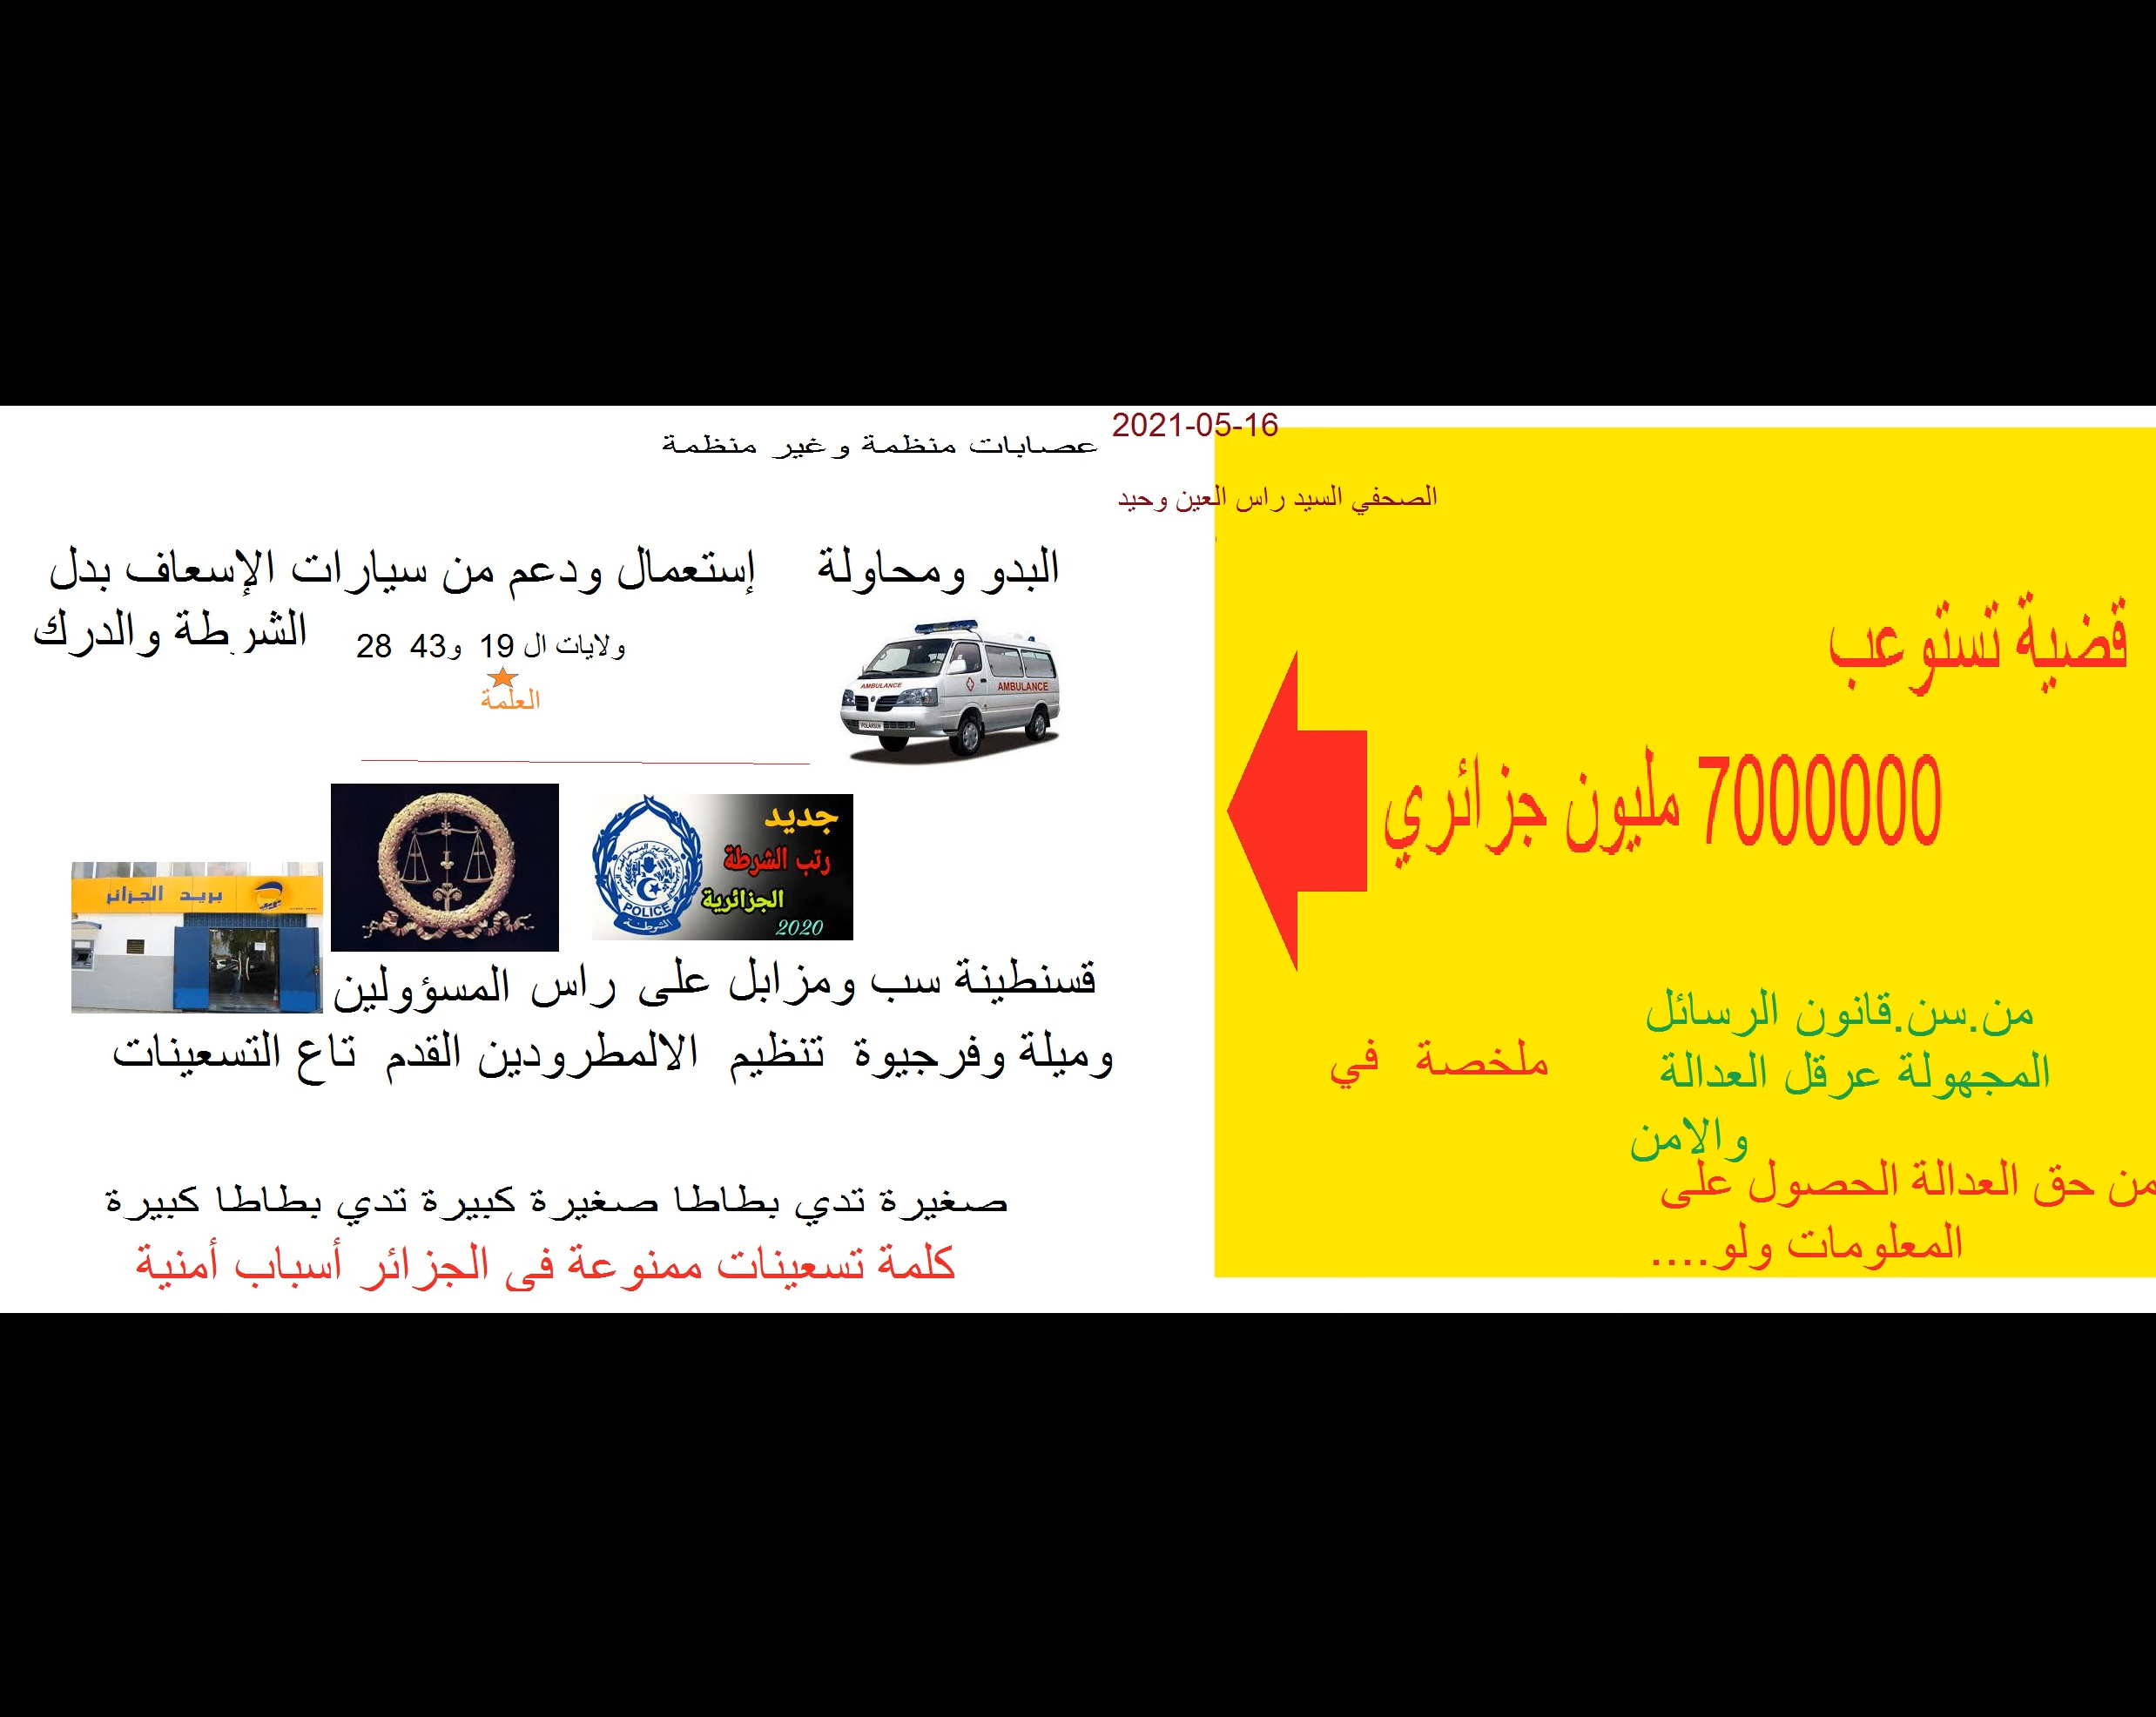 2021-05-16
عصابات منظمة وغير منظمة
الصحفي السيد راس العين وحيد
قضية تستوعب
7000000 مليون جزائري
من.سن.قانون الرسائل
المجهولة عرقل العدالة
والامن
ملخصة في
من حق العدالة الحصول على
المعلومات ولو....
البدو ومحاولة إستعمال ودعم من سيارات الإسعاف بدل
الشرطة والدرك
ولايات ال 19 و43 28
العلمة
AMBULANCE
AMBULANCE
POLARSUN
جديد
رتب الشرطة
الجزائرية
2020
POLICE
الشرطة
بريد الجزائر
قسنطينة سب ومزابل على راس المسؤولين
وميلة وفرجيوة تنظيم الالمطرودين القدم تاع التسعينات
صغيرة تدي بطاطا صغيرة كبيرة تدي بطاطا كبيرة
كلمة تسعينات ممنوعة في الجزائر أسباب أمنية